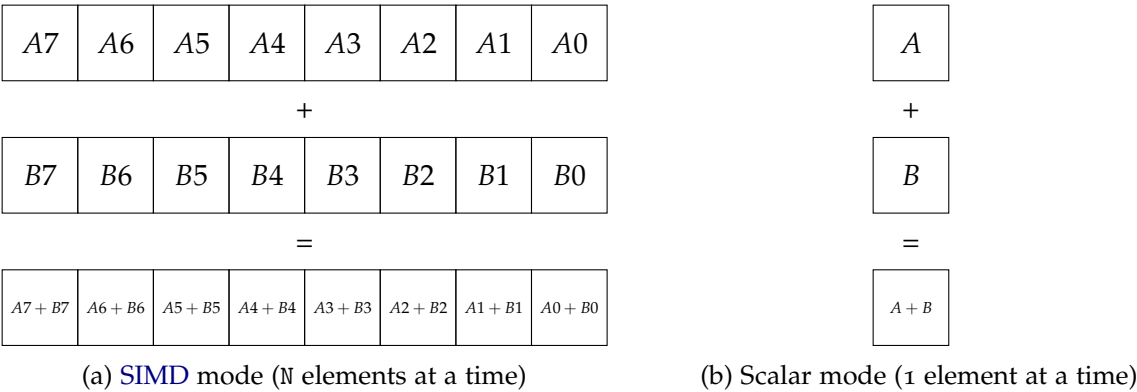 A7 A6 A5 A4 A3 A2 A1 A0 A
+ +
B7 B6 B5 B4 B3 B2 B1 B0 B
= =
A7 + B7 A6 + B6 A5 + B5 A4 + B4 A3 + B3 A2 + B2 A1 + B1 A0 + B0 A + B
(a) SIMD mode (N elements at a time) (b) Scalar mode (1 element at a time)